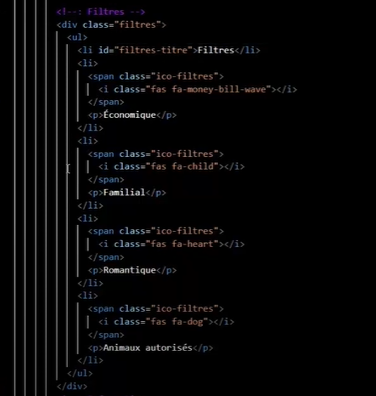 <!--: Filtres -->
<div class="filtres">
<ul>
<li id="filtres-titre">Filtres</li>
<li>
<span class="ico-filtres">
<i class="fas fa-money-bill-wave"></i>
</span>
<p>Économique</p>
</li>
<li>
<span class="ico-filtres">
<i class="fas fa-child"></i>
</span>
<p>Familial</p>
</li>
<li>
<span class="ico-filtres">
<i class="fas fa-heart"></i>
</span>
<p>Romantique</p>
</li>
<li>
<span class="ico-filtres">
<i class="fas fa-dog"></i>
</span>
<p>Animaux autorisés</p>
</li>
</ul>
</div>